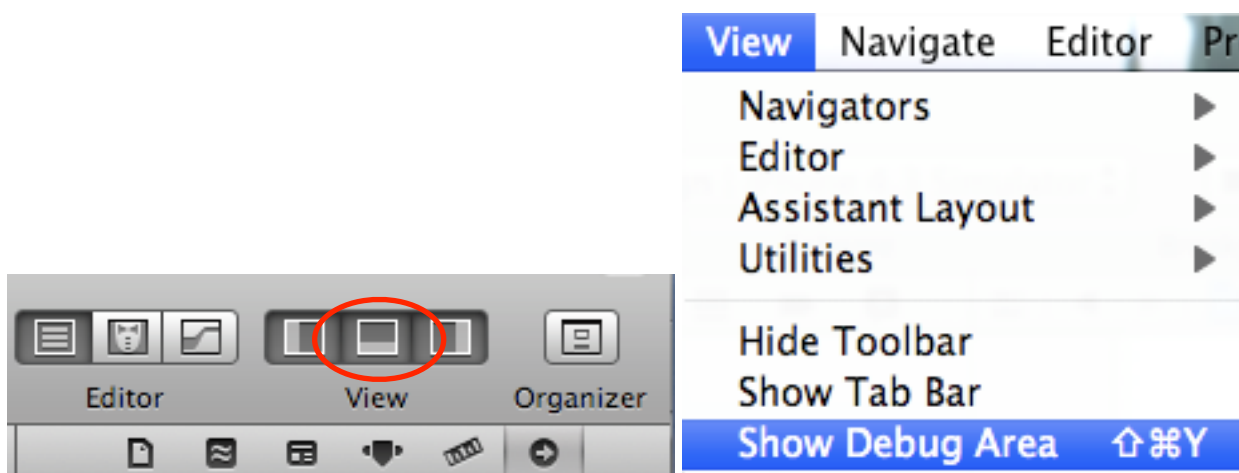 Editor View Organizer
View Navigate Editor Pr
Navigators
Editor
Assistant Layout
Utilities
Hide Toolbar
Show Tab Bar
Show Debug Area ⇧⌘Y